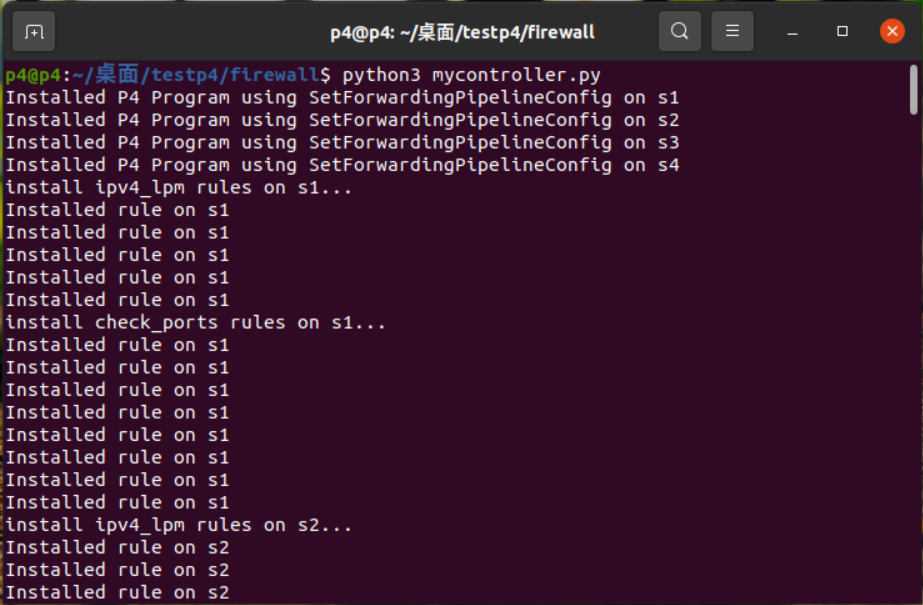 p4@p4: ~/桌面/testp4/firewall
p4@p4:~/桌面/testp4/firewall$ python3 mycontroller.py
Installed P4 Program using SetForwardingPipelineConfig on s1
Installed P4 Program using SetForwardingPipelineConfig on s2
Installed P4 Program using SetForwardingPipelineConfig on s3
Installed P4 Program using SetForwardingPipelineConfig on s4
install ipv4_lpm rules on s1...
Installed rule on s1
Installed rule on s1
Installed rule on s1
Installed rule on s1
Installed rule on s1
install check_ports rules on s1...
Installed rule on s1
Installed rule on s1
Installed rule on s1
Installed rule on s1
Installed rule on s1
Installed rule on s1
Installed rule on s1
Installed rule on s1
install ipv4_lpm rules on s2...
Installed rule on s2
Installed rule on s2
Installed rule on s2